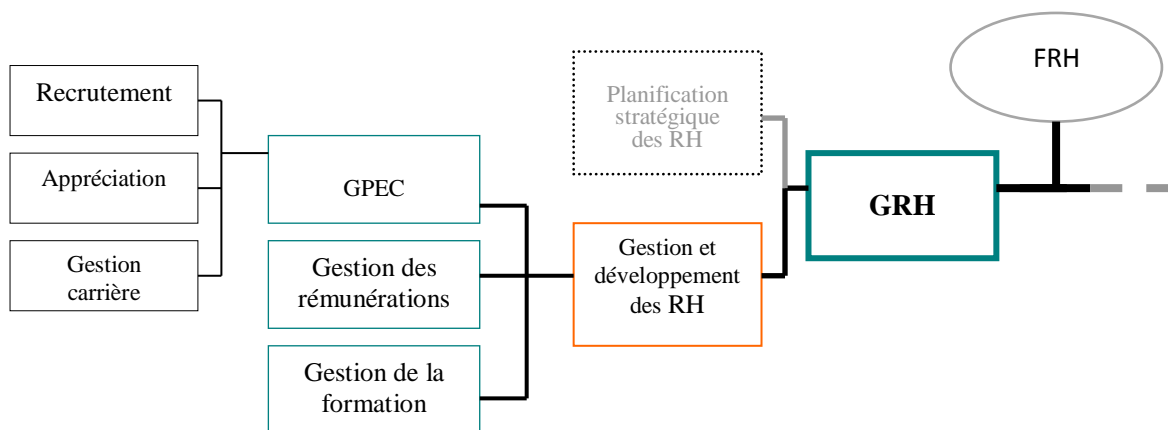 Recrutement
Appréciation
Gestion
carrière
GPEC
Gestion des
rémunérations
Gestion de la
formation
Planification
stratégique
des RH
Gestion et
développement
des RH
GRH
FRH